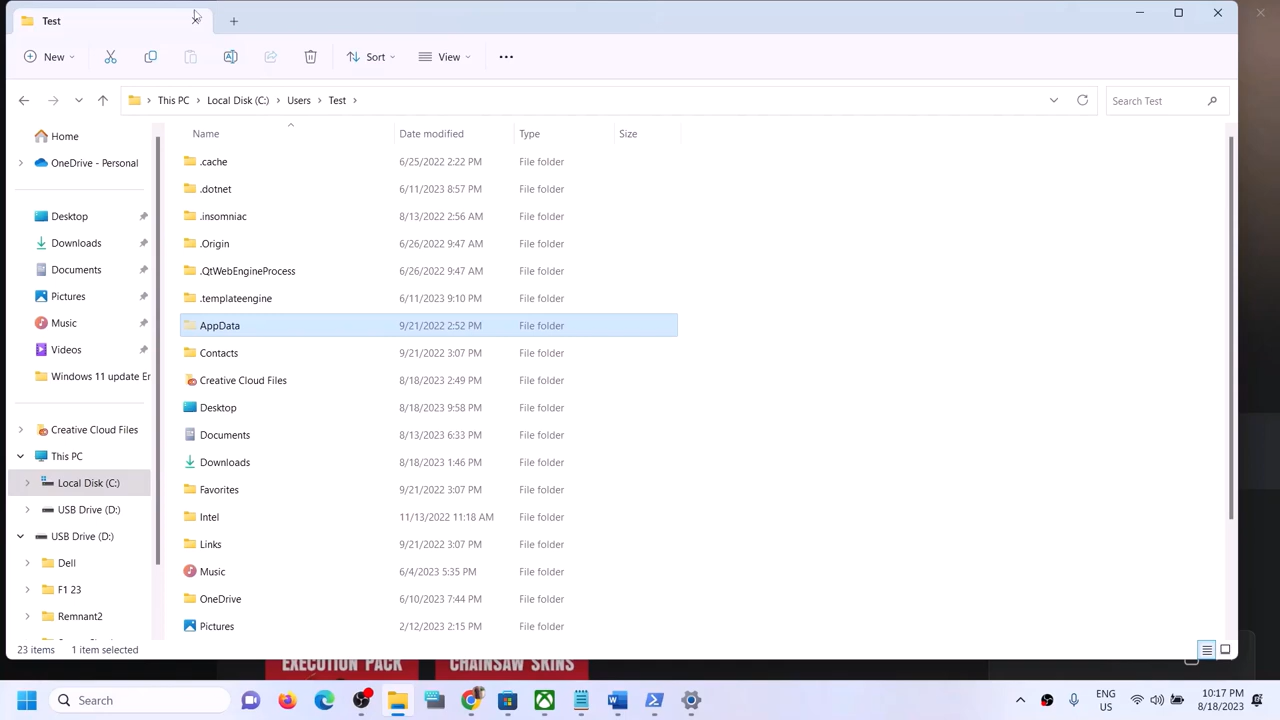 Test
New
Sort
View
This PC > Local Disk (C:) > Users > Test >
Search Test
Home
OneDrive - Personal
Desktop
Downloads
Documents
Pictures
Music
Videos
Windows 11 update Er
Creative Cloud Files
This PC
Local Disk (C:)
USB Drive (D:)
USB Drive (D:)
Dell
F1 23
Remnant2
Name Date modified Type Size
.cache 6/25/2022 2:22 PM File folder
.dotnet 6/11/2023 8:57 PM File folder
.insomniac 8/13/2022 2:56 AM File folder
.Origin 6/26/2022 9:47 AM File folder
.QtWebEngineProcess 6/26/2022 9:47 AM File folder
.templateengine 6/11/2023 9:10 PM File folder
AppData 9/21/2022 2:52 PM File folder
Contacts 9/21/2022 3:07 PM File folder
Creative Cloud Files 8/18/2023 2:49 PM File folder
Desktop 8/18/2023 9:58 PM File folder
Documents 8/13/2023 6:33 PM File folder
Downloads 8/18/2023 1:46 PM File folder
Favorites 9/21/2022 3:07 PM File folder
Intel 11/13/2022 11:18 AM File folder
Links 9/21/2022 3:07 PM File folder
Music 6/4/2023 5:35 PM File folder
OneDrive 6/10/2023 7:44 PM File folder
Pictures 2/12/2023 2:15 PM File folder
23 items 1 item selected
EXECUTION PACK CHAINSAW SKINS
Search
ENG
US
10:17 PM
8/18/2023